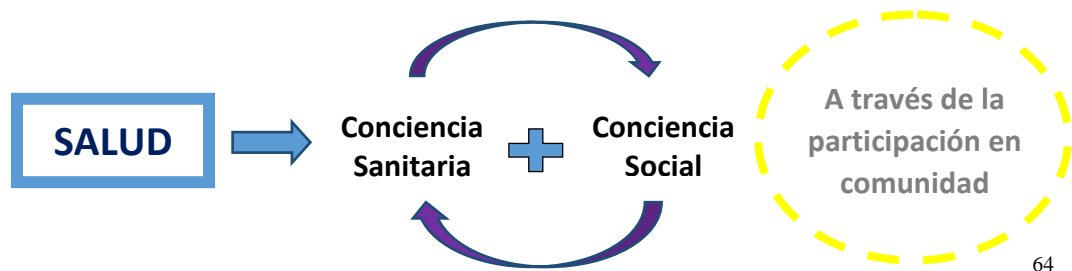 SALUD
Conciencia
Sanitaria
Conciencia
Social
A través de la
participación en
comunidad
64